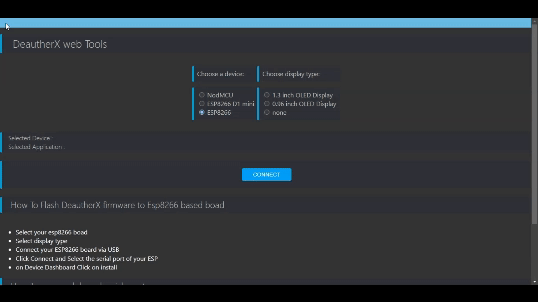 DeautherX web Tools
Choose a device:
Choose display type:
NodMCU
ESP8266 D1 mini
ESP8266
1.3 inch OLED Display
0.96 inch OLED Display
none
Selected Device :
Selected Application :
CONNECT
How To Flash DeautherX firmware to Esp8266 based boad
Select your esp8266 boad
Select display type
Connect your ESP8266 board via USB
Click Connect and Select the serial port of your ESP
on Device Dashboard Click on install